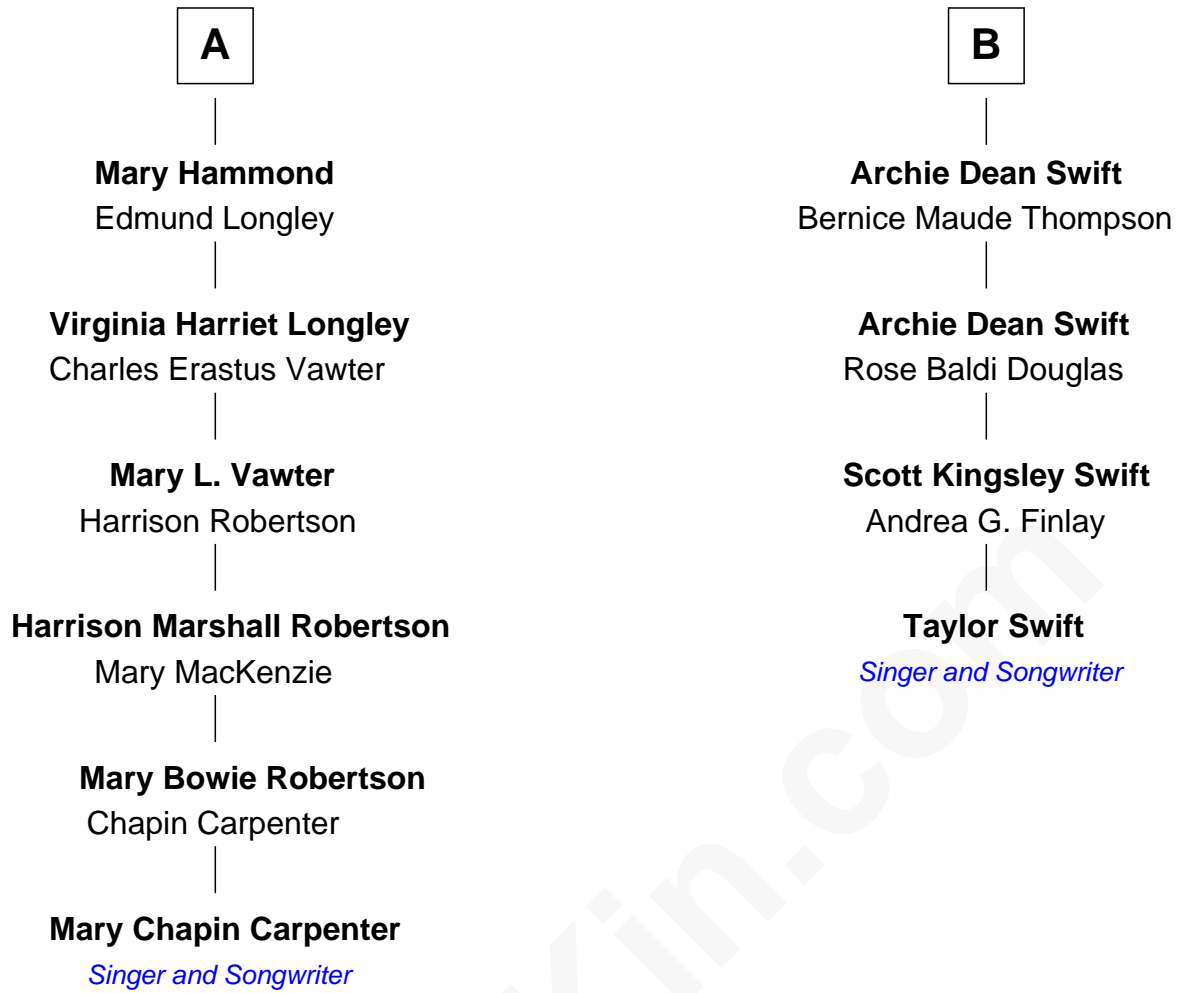 A
Mary Hammond
Edmund Longley
Virginia Harriet Longley
Charles Erastus Vawter
Mary L. Vawter
Harrison Robertson
Harrison Marshall Robertson
Mary MacKenzie
Mary Bowie Robertson
Chapin Carpenter
Mary Chapin Carpenter
Singer and Songwriter
B
Archie Dean Swift
Bernice Maude Thompson
Archie Dean Swift
Rose Baldi Douglas
Scott Kingsley Swift
Andrea G. Finlay
Taylor Swift
Singer and Songwriter